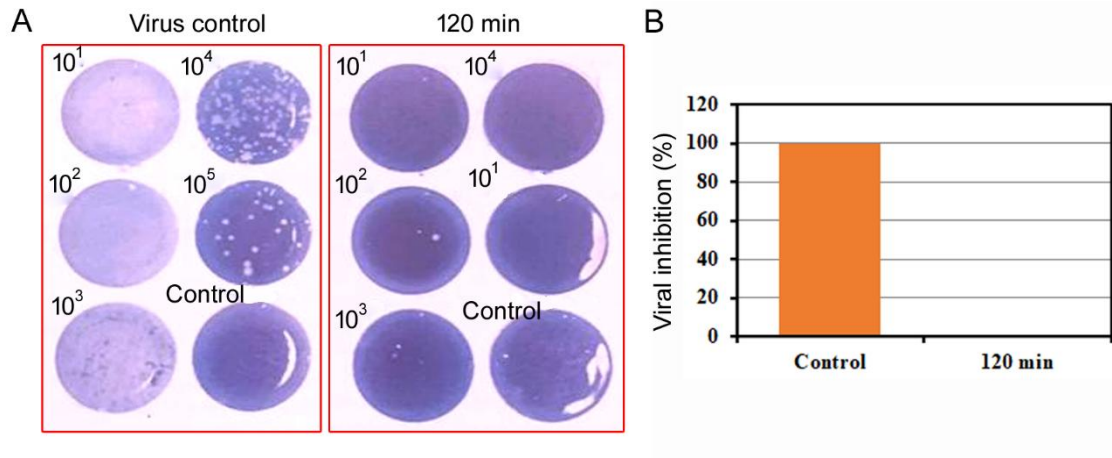 A
Virus control
10¹
10⁴
10²
10⁵
Control
10³
120 min
10¹
10⁴
10²
10¹
Control
10³
B
Viral inhibition (%)
120
100
80
60
40
20
0
Control
120 min